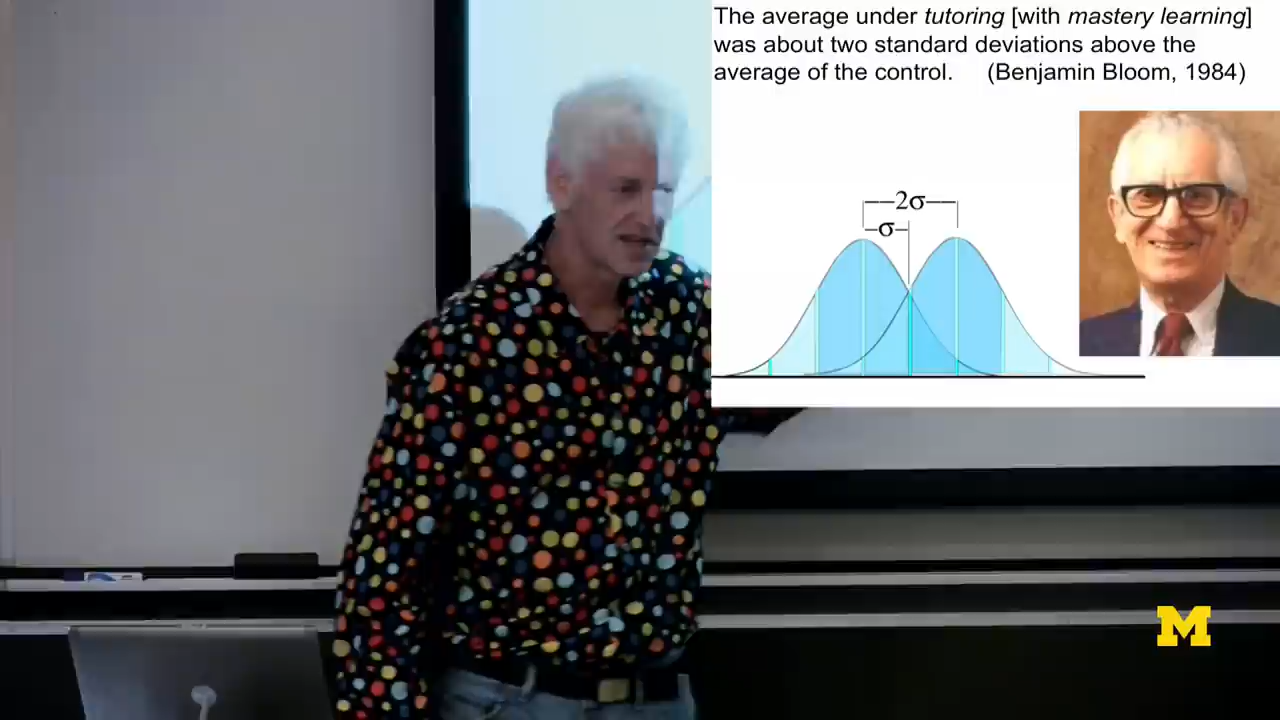 The average under tutoring [with mastery learning]
was about two standard deviations above the
average of the control. (Benjamin Bloom, 1984)
2σ
σ
M